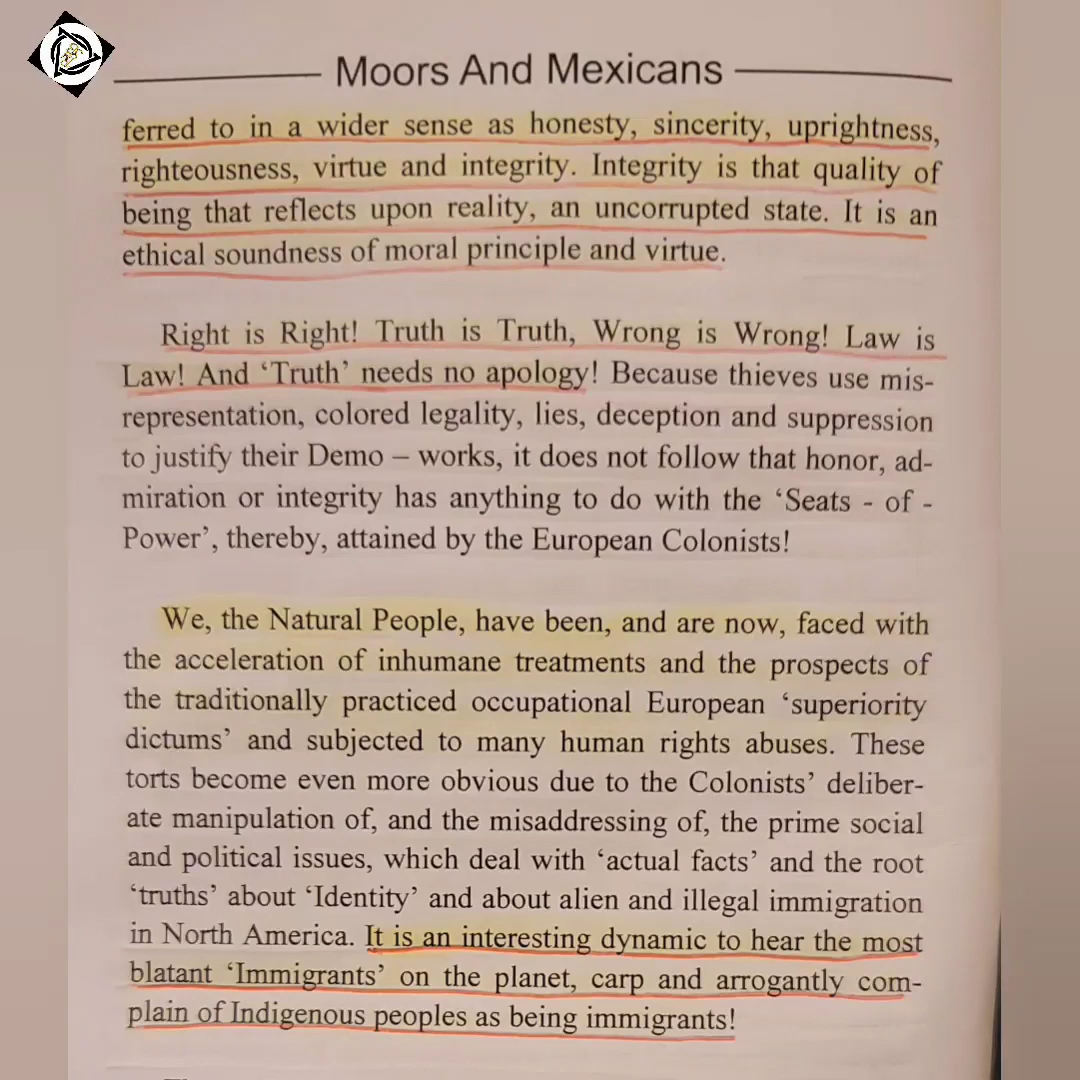 Moors And Mexicans
ferred to in a wider sense as honesty, sincerity, uprightness,
righteousness, virtue and integrity. Integrity is that quality of
being that reflects upon reality, an uncorrupted state. It is an
ethical soundness of moral principle and virtue.
Right is Right! Truth is Truth, Wrong is Wrong! Law is
Law! And ‘Truth’ needs no apology! Because thieves use mis-
representation, colored legality, lies, deception and suppression
to justify their Demo – works, it does not follow that honor, ad-
miration or integrity has anything to do with the ‘Seats - of -
Power’, thereby, attained by the European Colonists!
We, the Natural People, have been, and are now, faced with
the acceleration of inhumane treatments and the prospects of
the traditionally practiced occupational European ‘superiority
dictums’ and subjected to many human rights abuses. These
torts become even more obvious due to the Colonists’ deliber-
ate manipulation of, and the misaddressing of, the prime social
and political issues, which deal with ‘actual facts’ and the root
‘truths’ about ‘Identity’ and about alien and illegal immigration
in North America. It is an interesting dynamic to hear the most
blatant ‘Immigrants’ on the planet, carp and arrogantly com-
plain of Indigenous peoples as being immigrants!